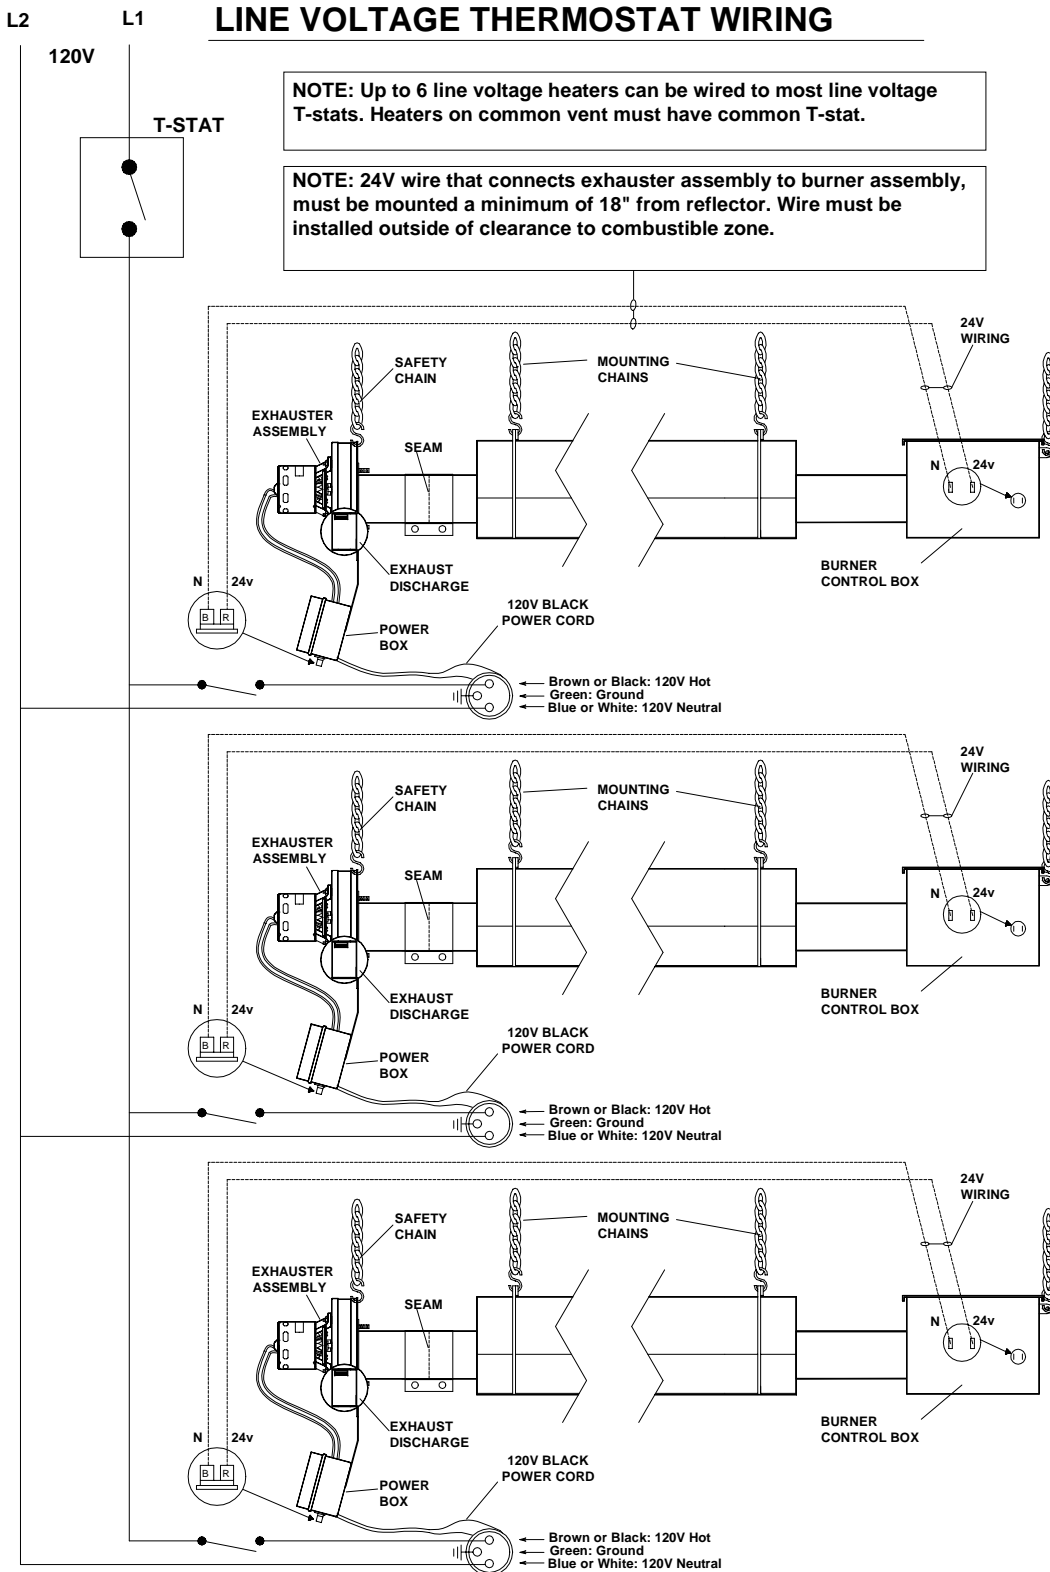 L2
L1
LINE VOLTAGE THERMOSTAT WIRING
120V
NOTE: Up to 6 line voltage heaters can be wired to most line voltage
T-stats. Heaters on common vent must have common T-stat.
T-STAT
NOTE: 24V wire that connects exhauster assembly to burner assembly,
must be mounted a minimum of 18" from reflector. Wire must be
installed outside of clearance to combustible zone.
24V
WIRING
SAFETY
CHAIN
MOUNTING
CHAINS
EXHAUSTER
ASSEMBLY
SEAM
N
24v
EXHAUST
DISCHARGE
BURNER
CONTROL BOX
N
24v
B
R
120V BLACK
POWER CORD
POWER
BOX
Brown or Black: 120V Hot
Green: Ground
Blue or White: 120V Neutral
24V
WIRING
SAFETY
CHAIN
MOUNTING
CHAINS
EXHAUSTER
ASSEMBLY
SEAM
N
24v
EXHAUST
DISCHARGE
BURNER
CONTROL BOX
N
24v
B
R
120V BLACK
POWER CORD
POWER
BOX
Brown or Black: 120V Hot
Green: Ground
Blue or White: 120V Neutral
24V
WIRING
SAFETY
CHAIN
MOUNTING
CHAINS
EXHAUSTER
ASSEMBLY
SEAM
N
24v
EXHAUST
DISCHARGE
BURNER
CONTROL BOX
N
24v
B
R
120V BLACK
POWER CORD
POWER
BOX
Brown or Black: 120V Hot
Green: Ground
Blue or White: 120V Neutral